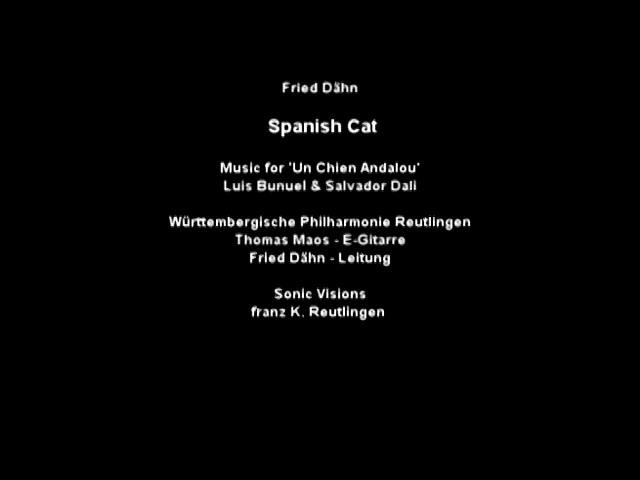 Fried Dähn
Spanish Cat
Music for 'Un Chien Andalou'
Luis Bunuel & Salvador Dali
Württembergische Philharmonie Reutlingen
Thomas Maos - E-Gitarre
Fried Dähn - Leitung
Sonic Visions
franz K. Reutlingen